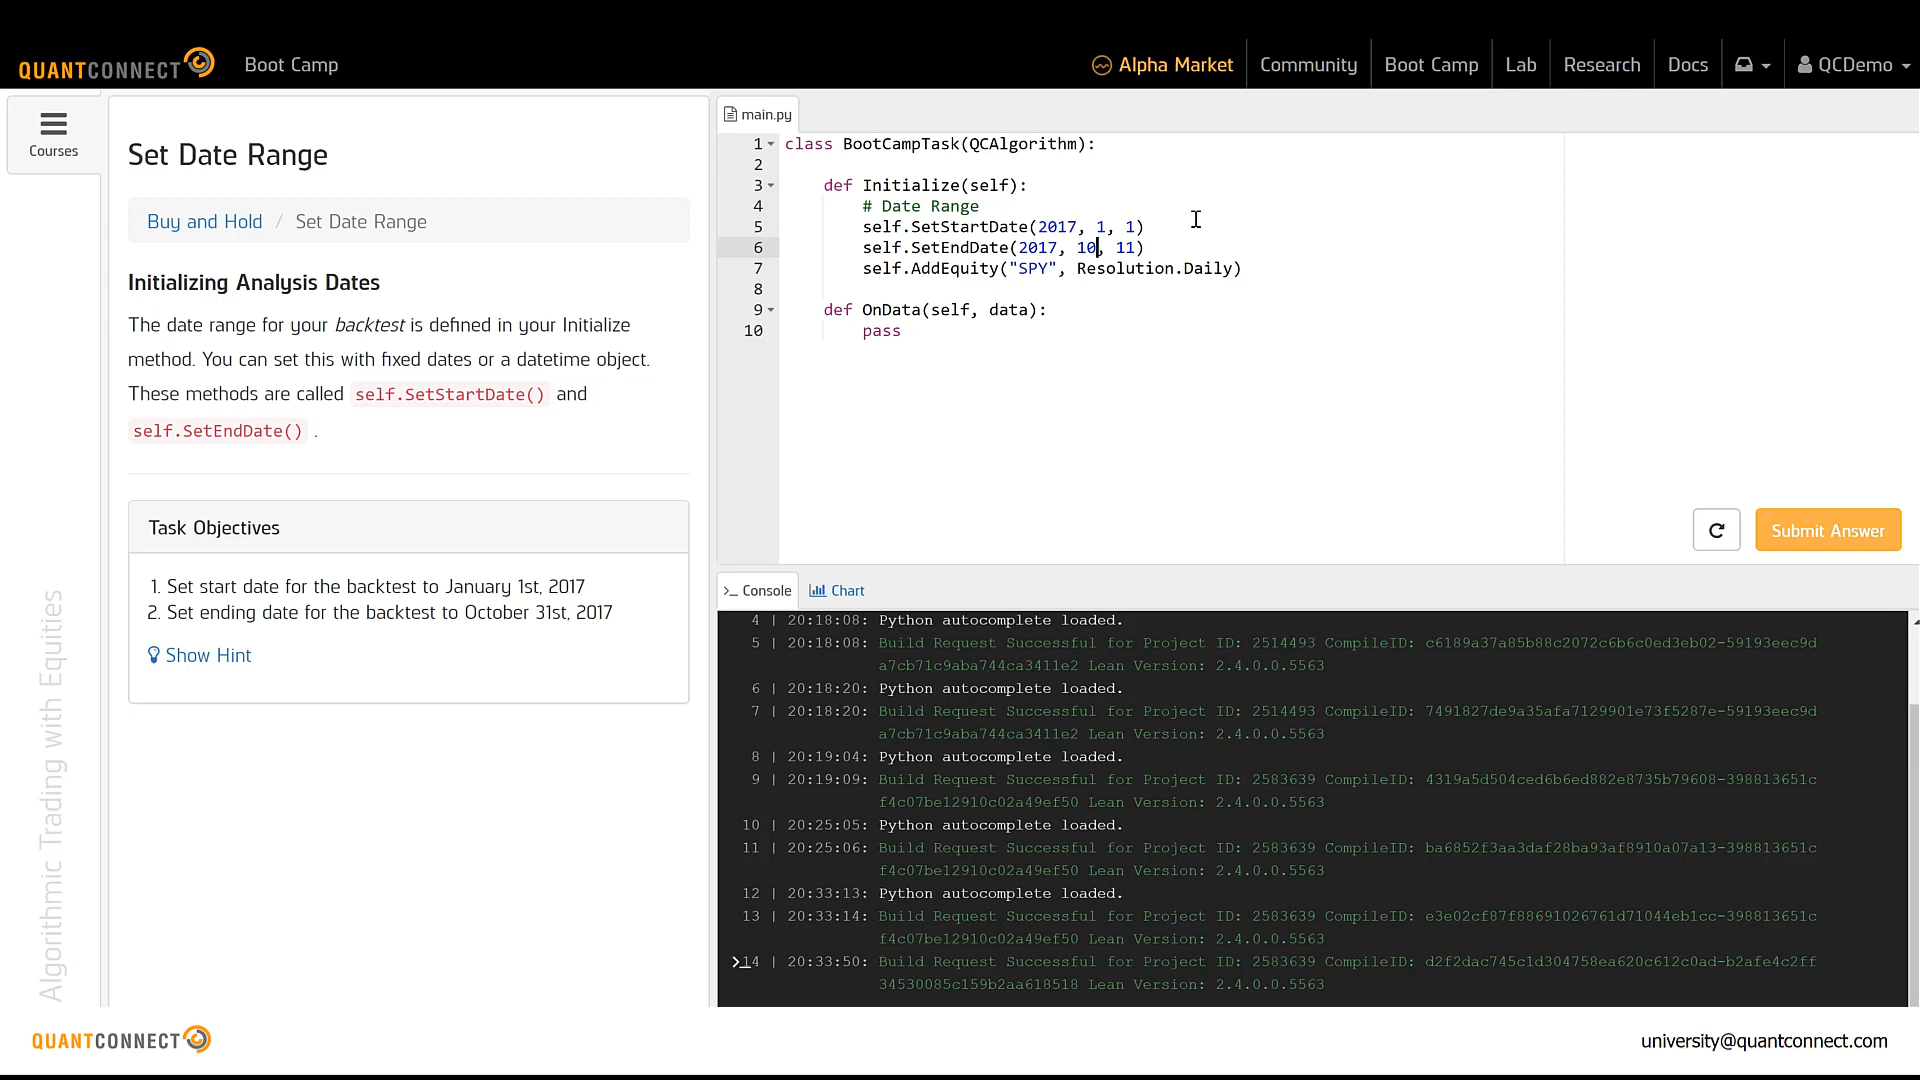 QUANTCONNECT Boot Camp
Alpha Market Community Boot Camp Lab Research Docs QCDemo
Courses
Algorithmic Trading with Equities
Set Date Range
Buy and Hold / Set Date Range
Initializing Analysis Dates
The date range for your backtest is defined in your Initialize
method. You can set this with fixed dates or a datetime object.
These methods are called self.SetStartDate() and
self.SetEndDate() .
Task Objectives
1. Set start date for the backtest to January 1st, 2017
2. Set ending date for the backtest to October 31st, 2017
Show Hint
main.py
1 class BootCampTask(QCAlgorithm):
2
3 def Initialize(self):
4 # Date Range
5 self.SetStartDate(2017, 1, 1)
6 self.SetEndDate(2017, 10, 11)
7 self.AddEquity("SPY", Resolution.Daily)
8
9 def OnData(self, data):
10 pass
Submit Answer
>_ Console Chart
4 | 20:18:08: Python autocomplete loaded.
5 | 20:18:08: Build Request Successful for Project ID: 2514493 CompileID: c6189a37a85b88c2072c6b6c0ed3eb02-59193eec9d
a7cb71c9aba744ca3411e2 Lean Version: 2.4.0.0.5563
6 | 20:18:20: Python autocomplete loaded.
7 | 20:18:20: Build Request Successful for Project ID: 2514493 CompileID: 7491827de9a35afa7129901e73f5287e-59193eec9d
a7cb71c9aba744ca3411e2 Lean Version: 2.4.0.0.5563
8 | 20:19:04: Python autocomplete loaded.
9 | 20:19:09: Build Request Successful for Project ID: 2583639 CompileID: 4319a5d504ced6b6ed882e8735b79608-398813651c
f4c07be12910c02a49ef50 Lean Version: 2.4.0.0.5563
10 | 20:25:05: Python autocomplete loaded.
11 | 20:25:06: Build Request Successful for Project ID: 2583639 CompileID: ba6852f3aa3daf28ba93af8910a07a13-398813651c
f4c07be12910c02a49ef50 Lean Version: 2.4.0.0.5563
12 | 20:33:13: Python autocomplete loaded.
13 | 20:33:14: Build Request Successful for Project ID: 2583639 CompileID: e3e02cf87f88691026761d71044eb1cc-398813651c
f4c07be12910c02a49ef50 Lean Version: 2.4.0.0.5563
14 | 20:33:50: Build Request Successful for Project ID: 2583639 CompileID: d2f2dac745c1d304758ea620c612c0ad-b2afe4c2ff
34530085c159b2aa618518 Lean Version: 2.4.0.0.5563
QUANTCONNECT
university@quantconnect.com